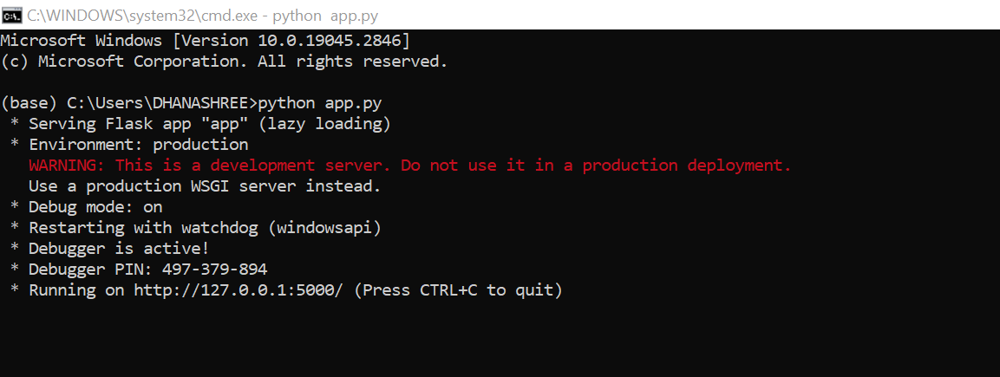 C:\WINDOWS\system32\cmd.exe - python  app.py
Microsoft Windows [Version 10.0.19045.2846]
(c) Microsoft Corporation. All rights reserved.
(base) C:\Users\DHANASHREE>python app.py
* Serving Flask app "app" (lazy loading)
* Environment: production
WARNING: This is a development server. Do not use it in a production deployment.
Use a production WSGI server instead.
* Debug mode: on
* Restarting with watchdog (windowsapi)
* Debugger is active!
* Debugger PIN: 497-379-894
* Running on http://127.0.0.1:5000/ (Press CTRL+C to quit)